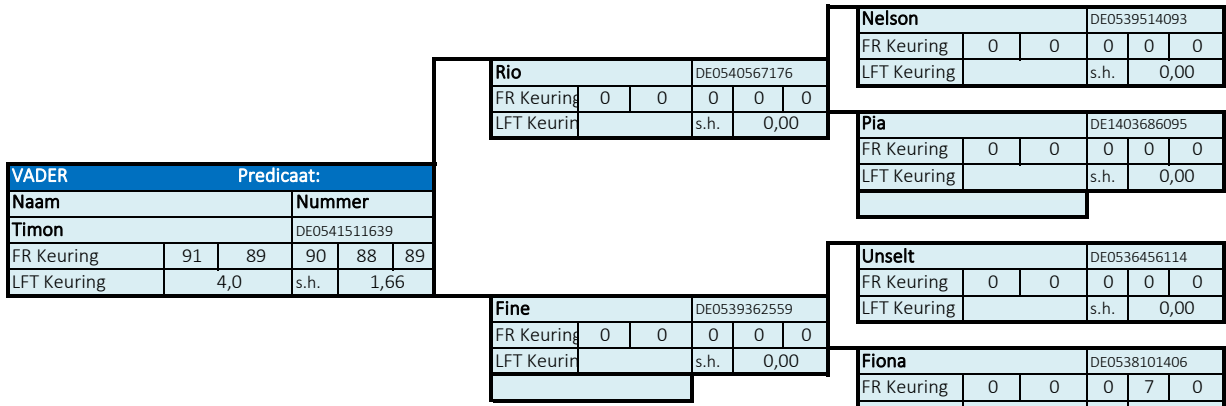 Nelson DE0539514093
FR Keuring 0 0 0 0 0
LFT Keuring s.h. 0,00
Rio DE0540567176
FR Keuring 0 0 0 0 0
LFT Keurin s.h. 0,00
Pia DE1403686095
FR Keuring 0 0 0 0 0
LFT Keuring s.h. 0,00
VADER Predicaat:
Naam Nummer
Timon DE0541511639
FR Keuring 91 89 90 88 89
LFT Keuring 4,0 s.h. 1,66
Unselt DE0536456114
FR Keuring 0 0 0 0 0
LFT Keuring s.h. 0,00
Fine DE0539362559
FR Keuring 0 0 0 0 0
LFT Keurin s.h. 0,00
Fiona DE0538101406
FR Keuring 0 0 0 7 0